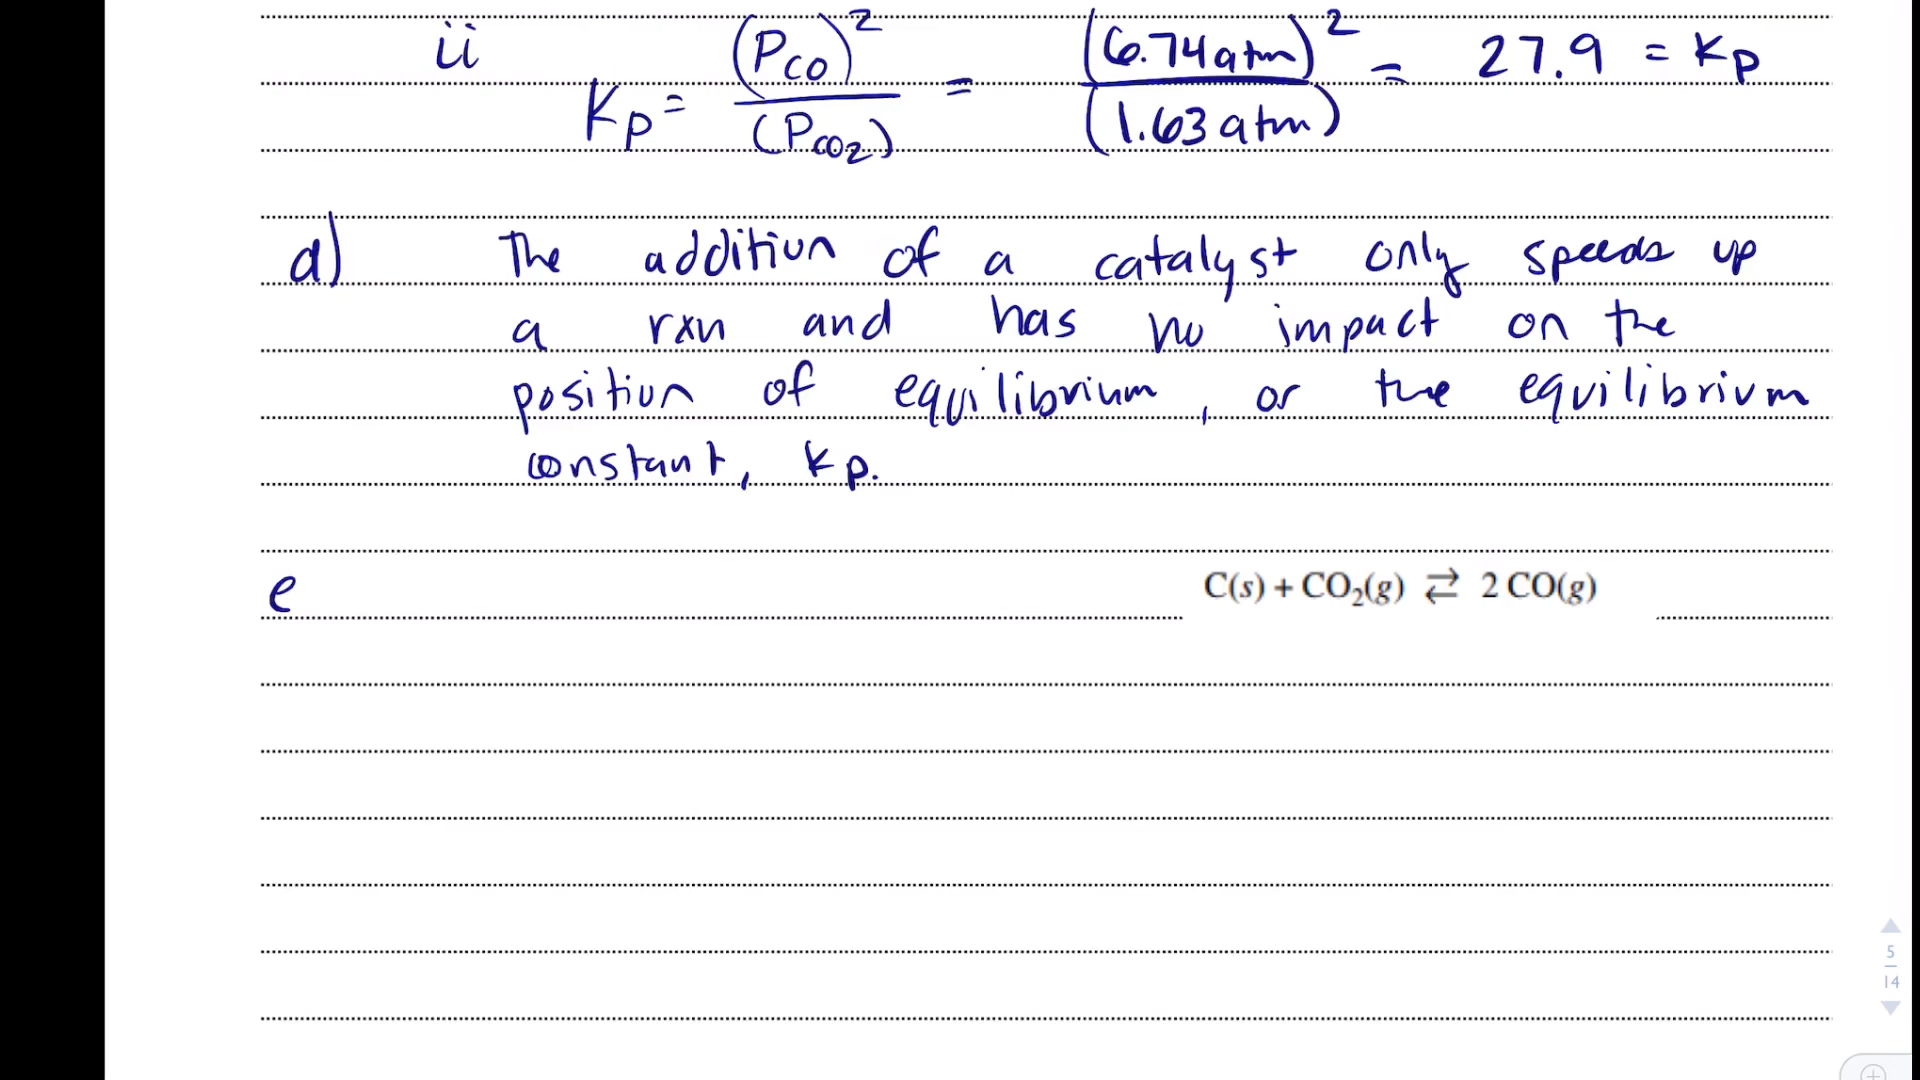 ii Kp = (PCO)² / (PCO2) = (6.74 atm)² / (1.63 atm) = 27.9 = Kp
d) The addition of a catalyst only speeds up
a rxn and has no impact on the
position of equilibrium, or the equilibrium
constant, Kp.
e C(s) + CO₂(g) ⇄ 2 CO(g)
5
14